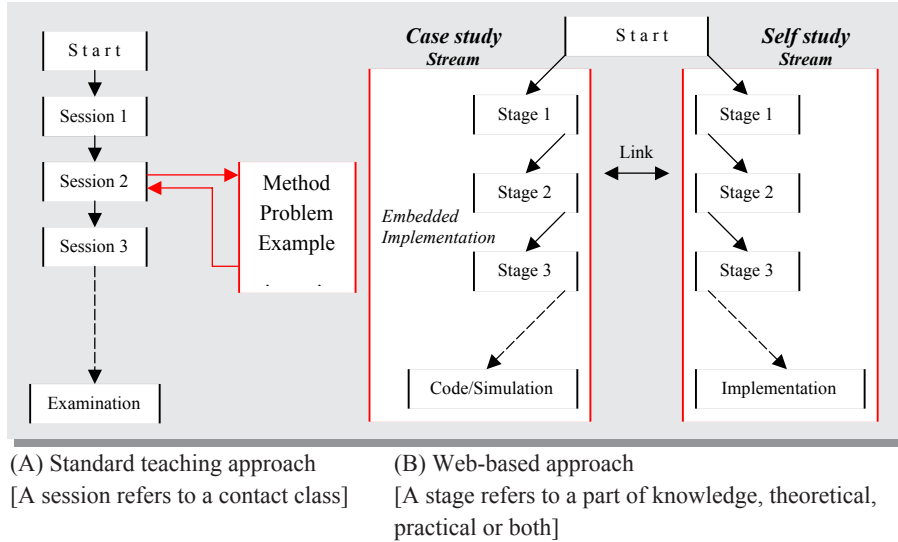 S t a r t
Session 1
Session 2
Session 3
Examination
Method
Problem
Example
Case study
Stream
S t a r t
Self study
Stream
Stage 1
Stage 2
Embedded
Implementation
Stage 3
Code/Simulation
Link
Stage 1
Stage 2
Stage 3
Implementation
(A) Standard teaching approach
[A session refers to a contact class]
(B) Web-based approach
[A stage refers to a part of knowledge, theoretical,
practical or both]